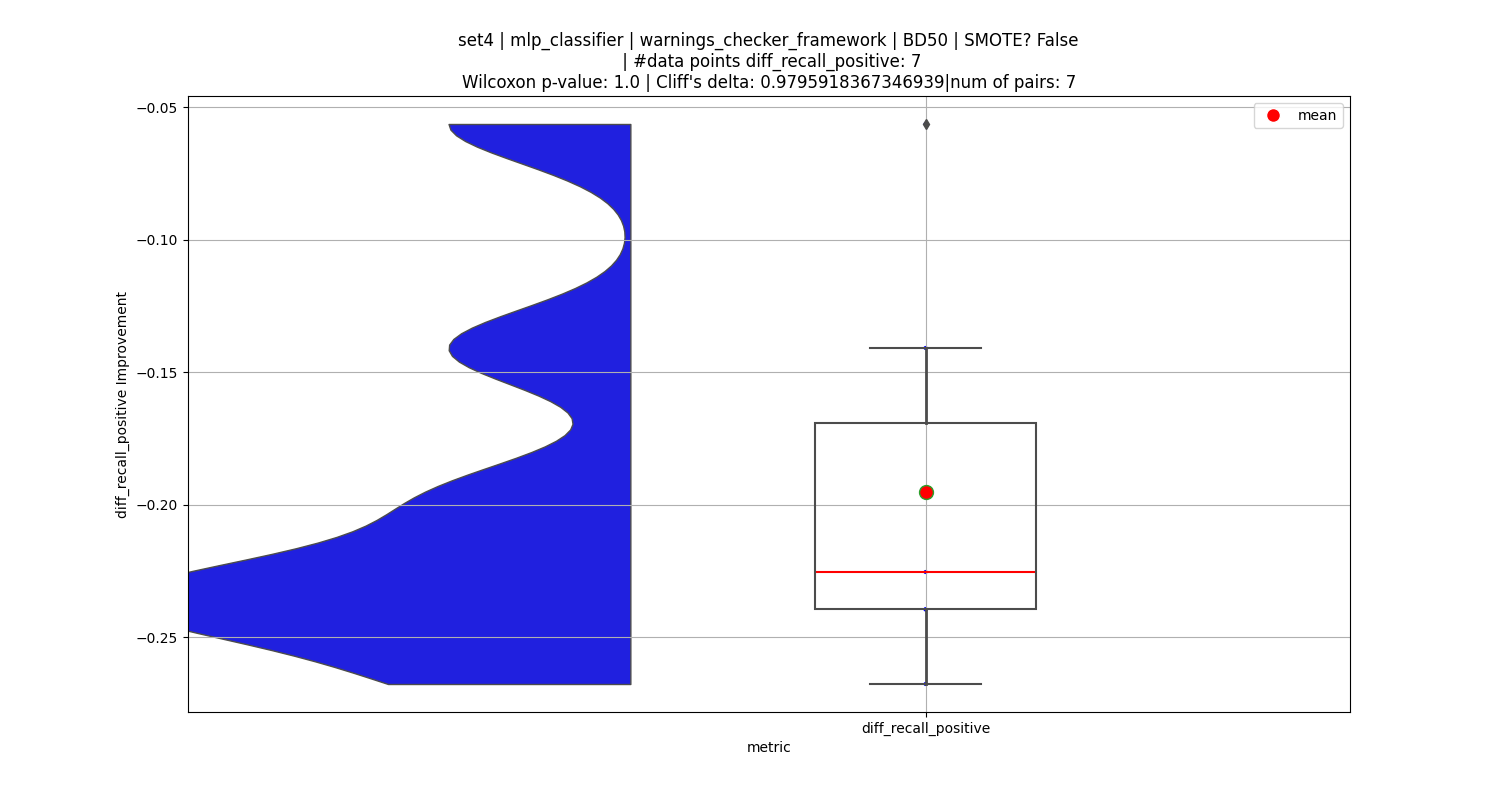 set4 | mlp_classifier | warnings_checker_framework | BD50 | SMOTE? False
| #data points diff_recall_positive: 7
Wilcoxon p-value: 1.0 | Cliff's delta: 0.9795918367346939|num of pairs: 7
mean
−0.05
−0.10
−0.15
−0.20
−0.25
diff_recall_positive Improvement
diff_recall_positive
metric